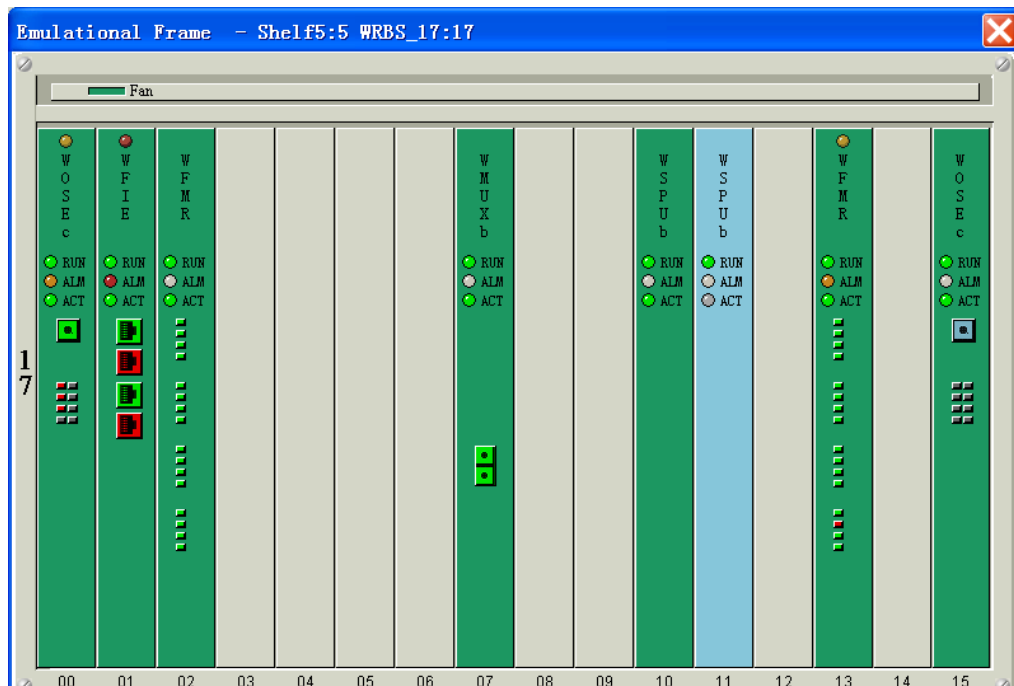 Emulational Frame - Shelf5:5 WRBS_17:17
Fan
WOSEc
WFIE
WFMR
WMUXb
WSPUb
WSPUb
WFMR
WOSEc
RUN RUN RUN RUN RUN RUN RUN RUN
ALM ALM ALM ALM ALM ALM ALM ALM
ACT ACT ACT ACT ACT ACT ACT ACT
17
00 01 02 03 04 05 06 07 08 09 10 11 12 13 14 15